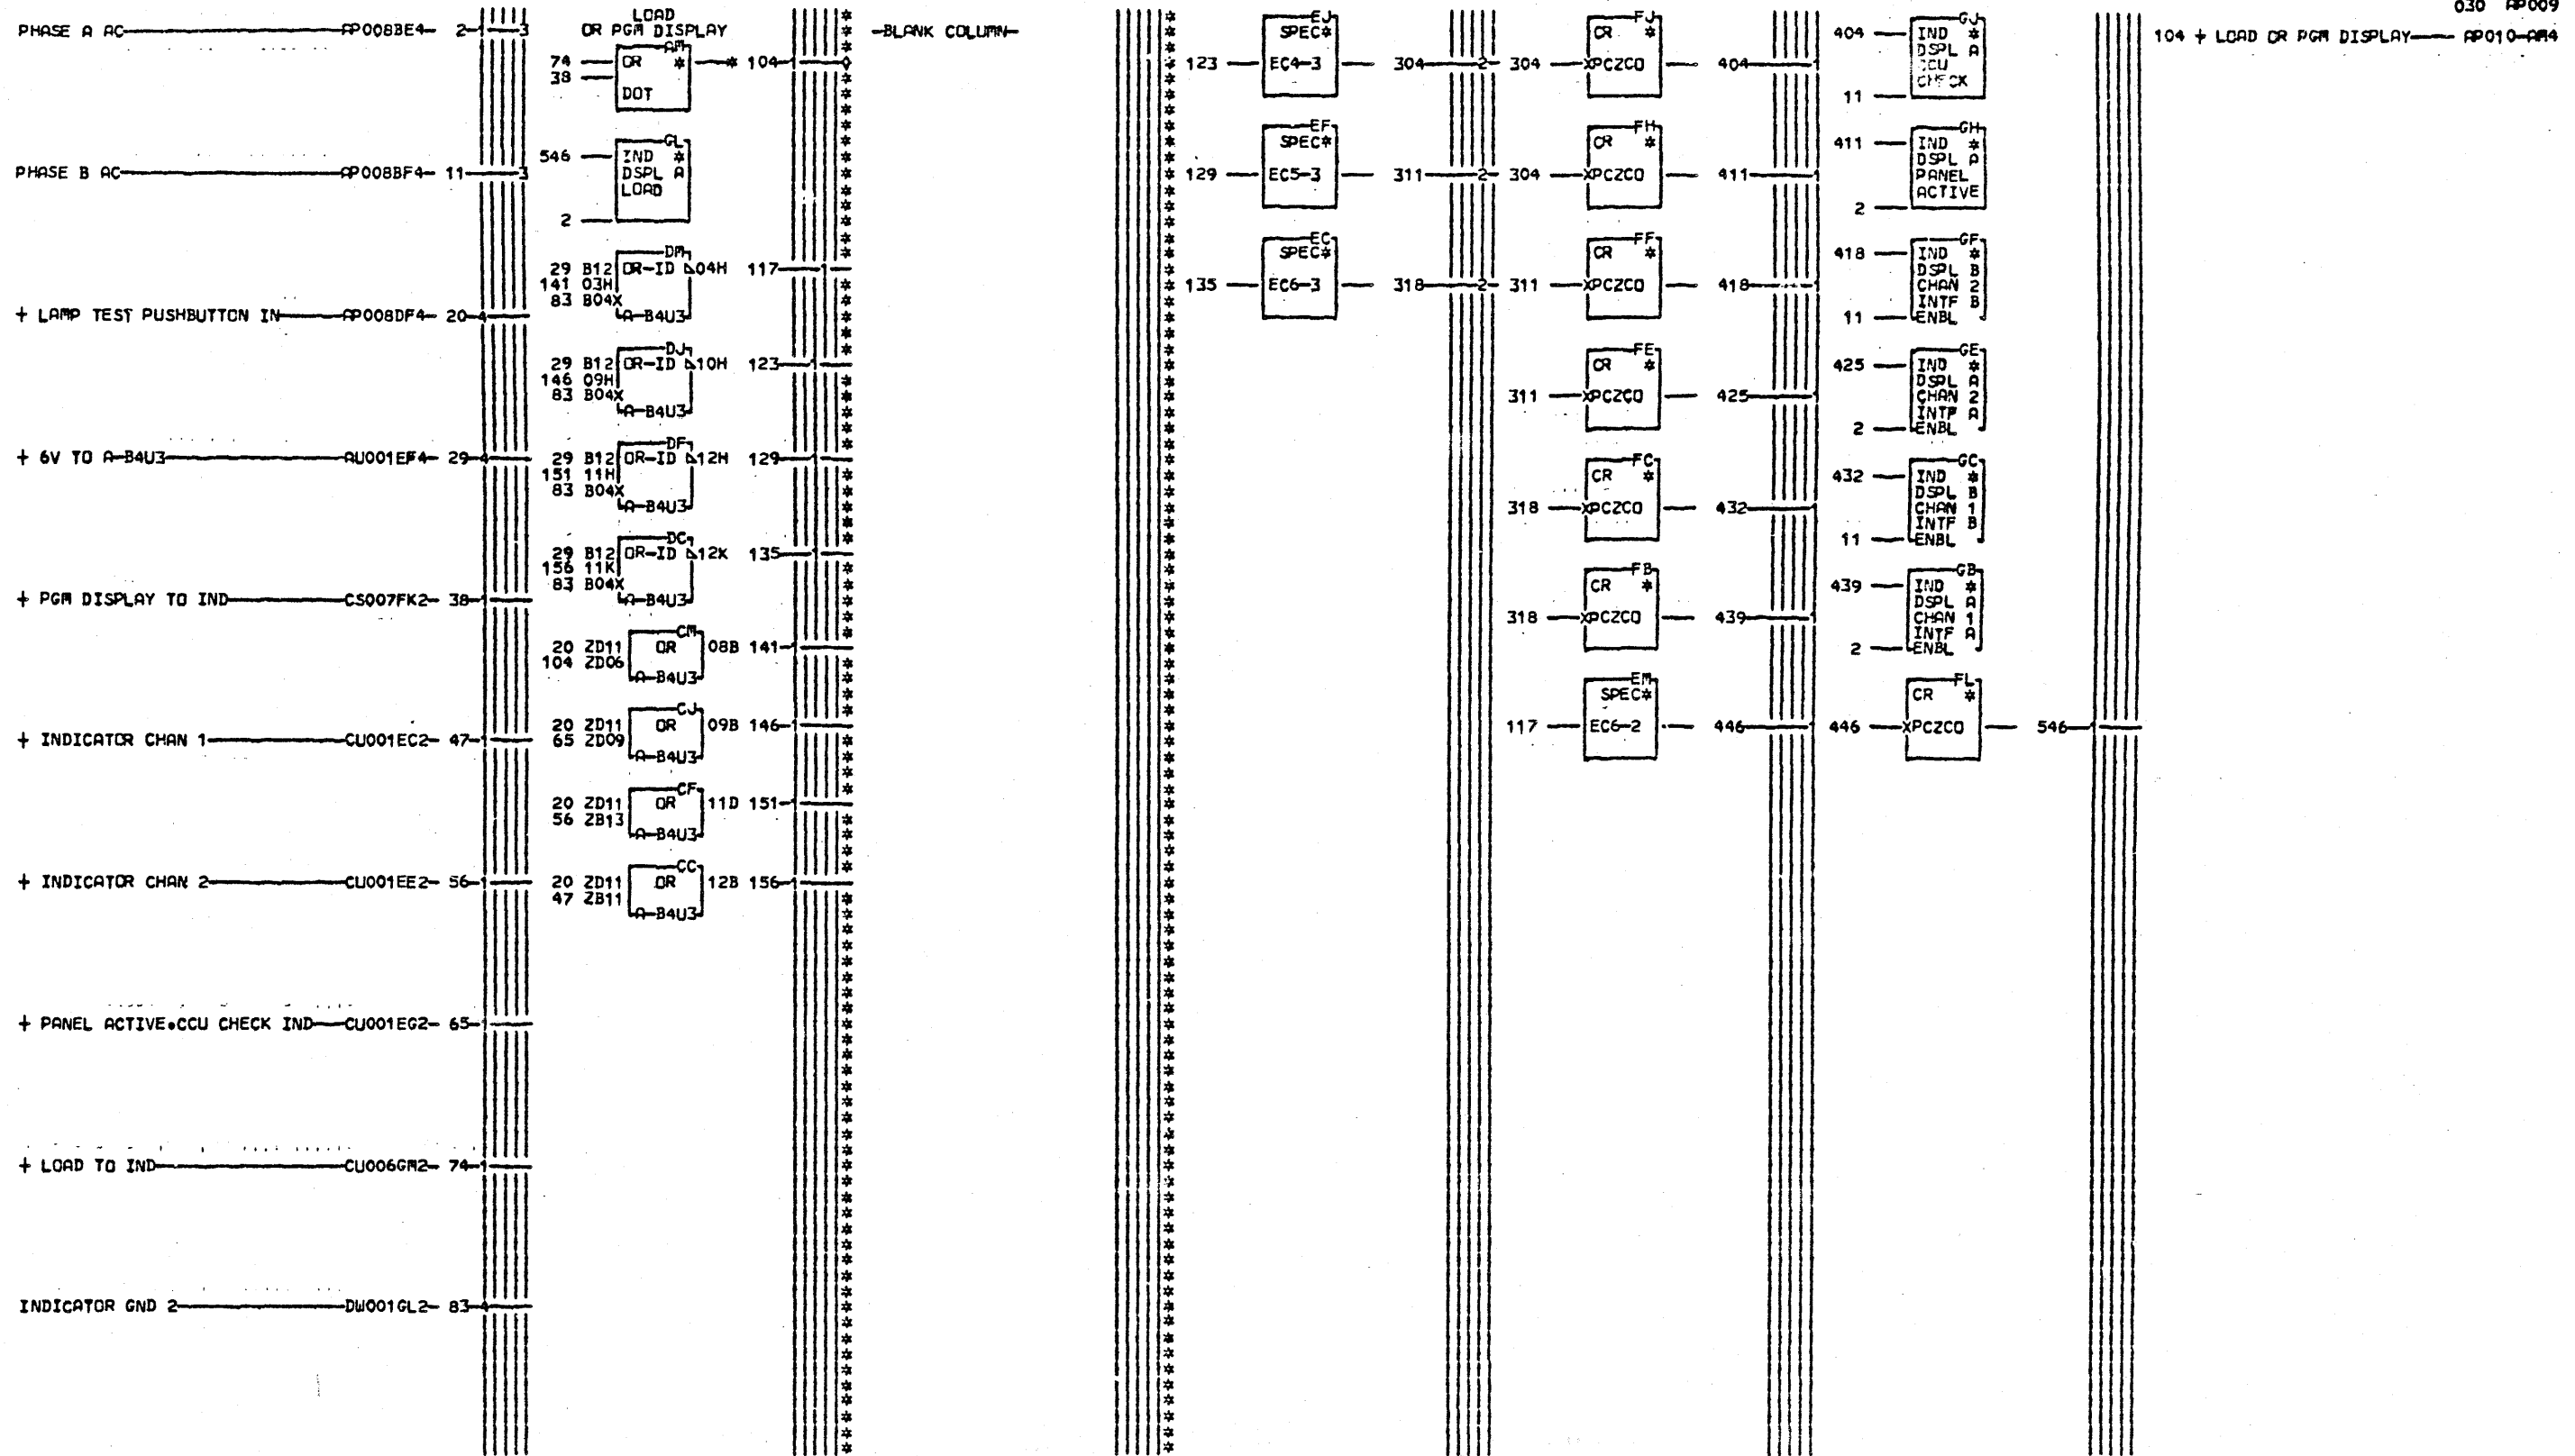 030 AP009
PHASE A AC AP008BE4- 2-1 3
PHASE B AC AP008BF4- 11 3
+ LAMP TEST PUSHBUTTON IN AP008DF4- 20-4
+ 6V TO A-B4U3 AU001EF4- 29-4
+ PGM DISPLAY TO IND CS007FK2- 38-1
+ INDICATOR CHAN 1 CU001EC2- 47-1
+ INDICATOR CHAN 2 CU001EE2- 56-1
+ PANEL ACTIVE•CCU CHECK IND CU001EG2- 65-1
+ LOAD TO IND CU006GM2- 74-1
INDICATOR GND 2 DW001GL2- 83-4
LOAD
OR PGM DISPLAY
AM
74 OR * * 104-1
38
DOT
GL
546 IND *
DSPL A
LOAD
2
DM
29 B12 OR-ID 04H 117 1
141 03H
83 B04X
A-B4U3
DJ
29 B12 OR-ID 10H 123 1
146 09H
83 B04X
A-B4U3
DF
29 B12 OR-ID 12H 129 1
151 11H
83 B04X
A-B4U3
DC
29 B12 OR-ID 12K 135 1
156 11K
83 B04X
A-B4U3
CM
20 ZD11 OR 08B 141-1
104 ZD06
A-B4U3
CJ
20 ZD11 OR 09B 146-1
65 ZD09
A-B4U3
CF
20 ZD11 OR 11D 151-1
56 ZB13
A-B4U3
CC
20 ZD11 OR 12B 156-1
47 ZB11
A-B4U3
-BLANK COLUMN-
EJ
SPEC*
123 EC4-3 304 2
EF
SPEC*
129 EC5-3 311 2
EC
SPEC*
135 EC6-3 318 2
FJ
CR *
304 XPCZCO 404 1
FH
CR *
304 XPCZCO 411 1
FF
CR *
311 XPCZCO 418 1
FE
CR *
311 XPCZCO 425 1
FC
CR *
318 XPCZCO 432 1
FB
CR *
318 XPCZCO 439 1
EM
SPEC*
117 EC6-2 446 1
GJ
404 IND *
DSPL A
CCU
CHECK
11
GH
411 IND *
DSPL A
PANEL
ACTIVE
2
GF
418 IND *
DSPL B
CHAN 2
INTF B
11 ENBL
GE
425 IND *
DSPL A
CHAN 2
INTF A
2 ENBL
GC
432 IND *
DSPL B
CHAN 1
INTF B
11 ENBL
GB
439 IND *
DSPL A
CHAN 1
INTF A
2 ENBL
FL
CR *
446 XPCZCO 546-1
104 + LOAD OR PGM DISPLAY AP010-AM4